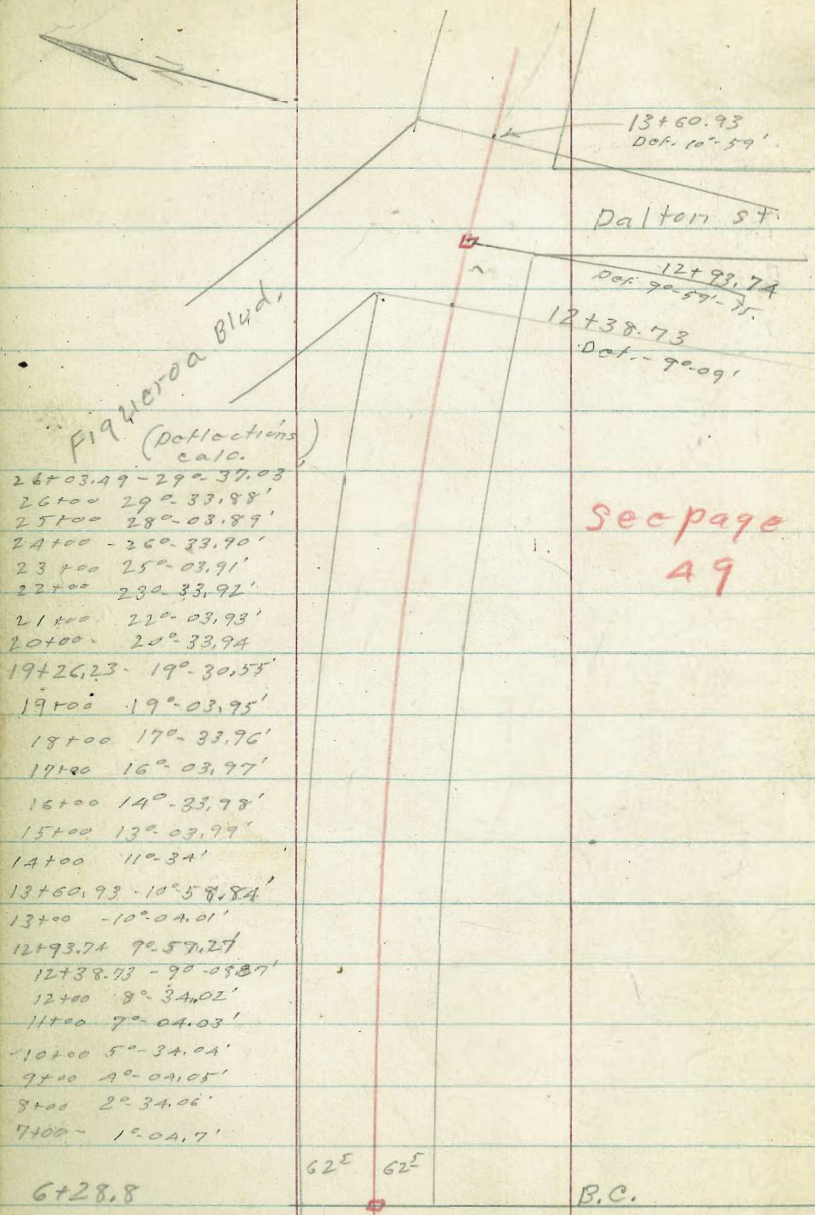 13+60.93
Def. 10°-59'
Dalton st.
12+93.74
Def. 9°-59'-15.
12+38.73
Def. - 9°-09'
Figueroa Blvd.
(Deflections
calc.)
26+03.49 - 29°-37.03'
26+00 29°-33.88'
25+00 28°-03.89'
24+00 - 26°-33.90'
23+00 25°-03.91'
22+00 23°-33.92'
21+00 22°-03.93'
20+00 - 20°-33.94
19+26.23 - 19°-30.55'
19+00 19°-03.95'
18+00 17°-33.96'
17+00 16°-03.97'
16+00 14°-33.98'
15+00 13°-03.99'
14+00 11°-34'
13+60.93 - 10°-58.84'
13+00 - 10°-04.01'
12+93.74 9°-59.27'
12+38.73 - 9°-08.87'
12+00 8°-34.02'
11+00 7°-04.03'
10+00 5°-34.04'
9+00 4°-04.05'
8+00 2°-34.06'
7+00 - 1°-04.7'
See page
49
62⁵ 62⁵
6+28.8
B.C.